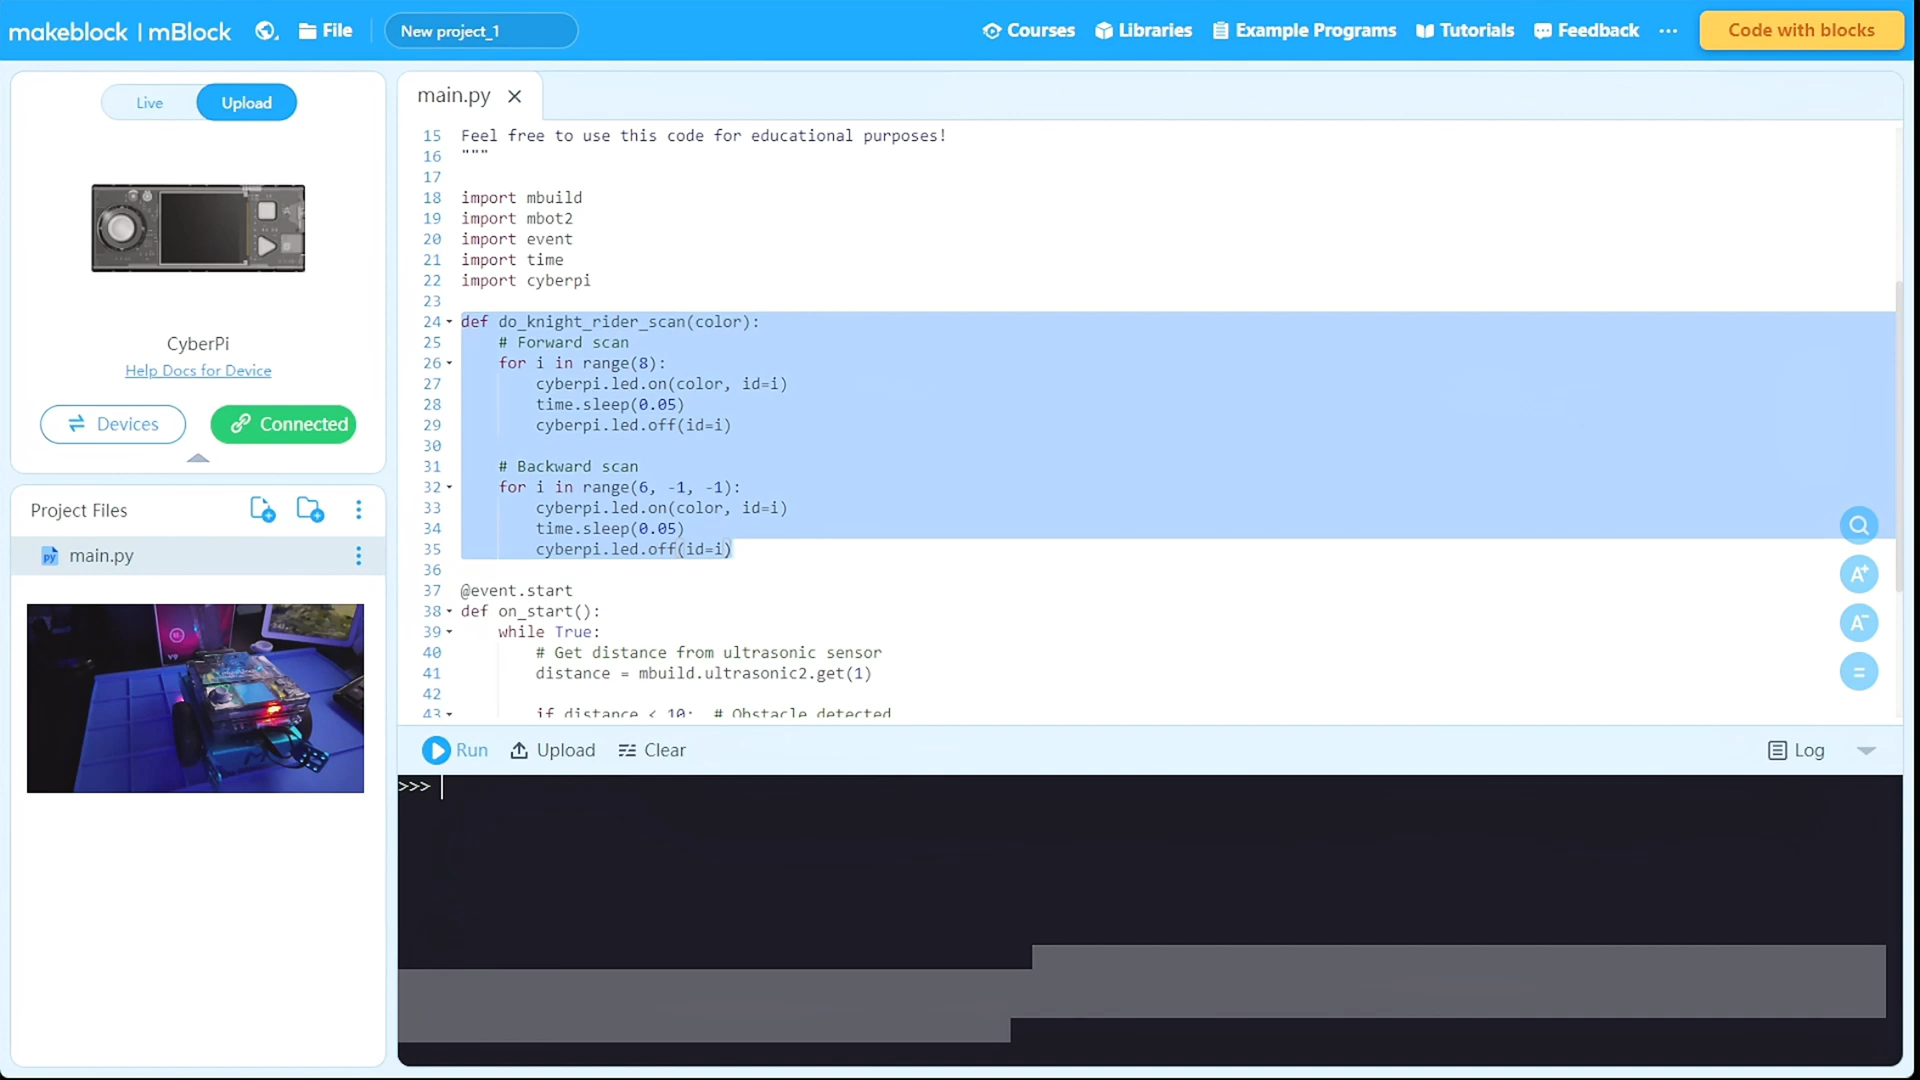 makeblock | mBlock
File
New project_1
Courses
Libraries
Example Programs
Tutorials
Feedback
Code with blocks
Live
Upload
CyberPi
Help Docs for Device
Devices
Connected
Project Files
py main.py
main.py
15 Feel free to use this code for educational purposes!
16 """
17
18 import mbuild
19 import mbot2
20 import event
21 import time
22 import cyberpi
23
24 def do_knight_rider_scan(color):
25 # Forward scan
26 for i in range(8):
27 cyberpi.led.on(color, id=i)
28 time.sleep(0.05)
29 cyberpi.led.off(id=i)
30
31 # Backward scan
32 for i in range(6, -1, -1):
33 cyberpi.led.on(color, id=i)
34 time.sleep(0.05)
35 cyberpi.led.off(id=i)
36
37 @event.start
38 def on_start():
39 while True:
40 # Get distance from ultrasonic sensor
41 distance = mbuild.ultrasonic2.get(1)
42
43 if distance < 10: # Obstacle detected
A+
A-
=
Run
Upload
Clear
Log
>>>